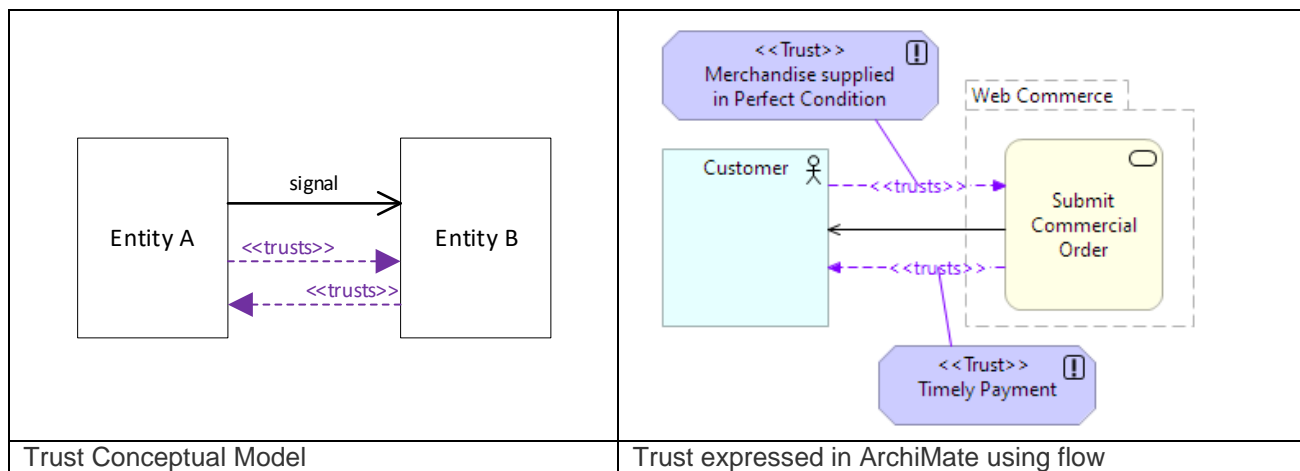 signal
Entity A
Entity B
<<trusts>>
<<trusts>>
Trust Conceptual Model
<<Trust>>
Merchandise supplied
in Perfect Condition
Web Commerce
Customer
<<trusts>>
Submit
Commercial
Order
<<trusts>>
<<Trust>>
Timely Payment
Trust expressed in ArchiMate using flow